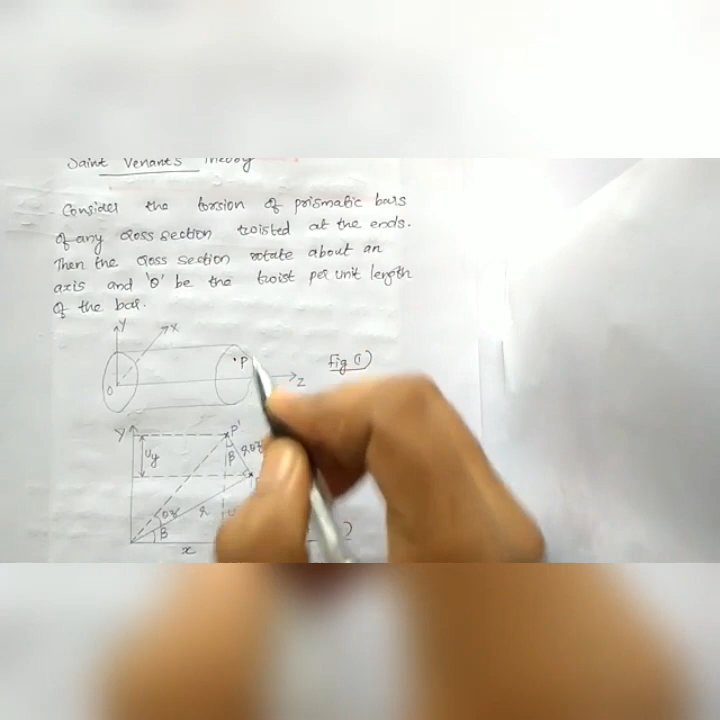 Saint Venant's Theory
Consider the torsion of prismatic bars
of any cross section twisted at the ends.
Then the cross section rotate about an
axis and 'θ' be the twist per unit length
of the bar.
Y
X
P
Fig ①
O
Z
Y
P'
Uy
β
rθz
θz
r
β
x